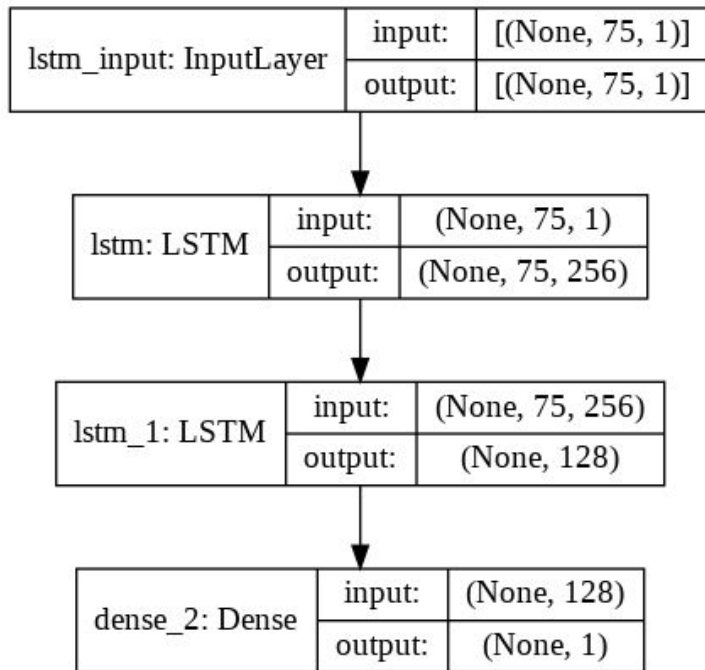 lstm_input: InputLayer
input: [(None, 75, 1)]
output: [(None, 75, 1)]
lstm: LSTM
input: (None, 75, 1)
output: (None, 75, 256)
lstm_1: LSTM
input: (None, 75, 256)
output: (None, 128)
dense_2: Dense
input: (None, 128)
output: (None, 1)